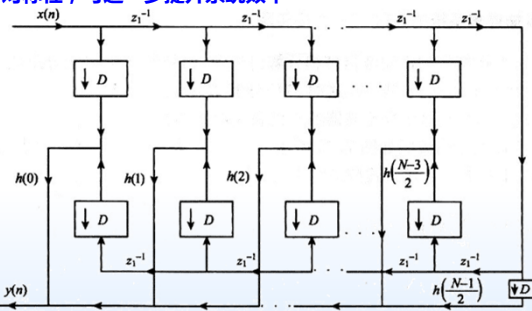 x(n) z₁⁻¹ z₁⁻¹ ... z₁⁻¹ z₁⁻¹
↓ D ↓ D ↓ D ... ↓ D
h(0) h(1) h(2) h((N−3)/2)
↓ D ↓ D ↓ D ↓ D
z₁⁻¹ z₁⁻¹ ... z₁⁻¹ z₁⁻¹
y(n) ... h((N−1)/2) ↓D